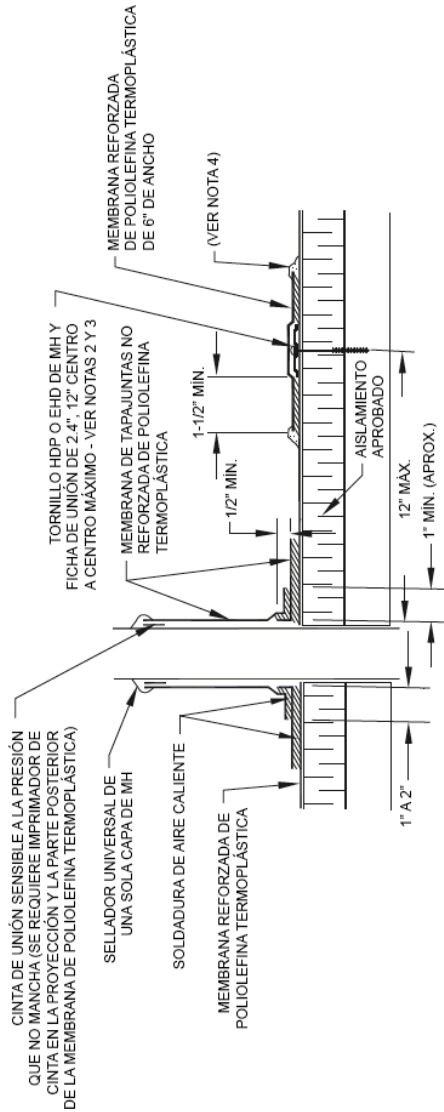 CINTA DE UNIÓN SENSIBLE A LA PRESIÓN
QUE NO MANCHA (SE REQUIERE IMPRIMADOR DE
CINTA EN LA PROYECCIÓN Y LA PARTE POSTERIOR
DE LA MEMBRANA DE POLIOLEFINA TERMOPLÁSTICA)
SELLADOR UNIVERSAL DE
UNA SOLA CAPA DE MH
SOLDADURA DE AIRE CALIENTE
MEMBRANA REFORZADA DE
POLIOLEFINA TERMOPLÁSTICA
TORNILLO HDP O EHD DE MH Y
FICHA DE UNIÓN DE 2.4", 12" CENTRO
A CENTRO MÁXIMO - VER NOTAS 2 Y 3
MEMBRANA DE TAPAJUNTAS NO
REFORZADA DE POLIOLEFINA
TERMOPLÁSTICA
MEMBRANA REFORZADA
DE POLIOLEFINA TERMOPLÁSTICA
DE 6" DE ANCHO
1/2" MÍN.
1-1/2" MÍN.
(VER NOTA 4)
AISLAMIENTO
APROBADO
12" MÁX.
1" MÍN. (APROX.)
1" A 2"